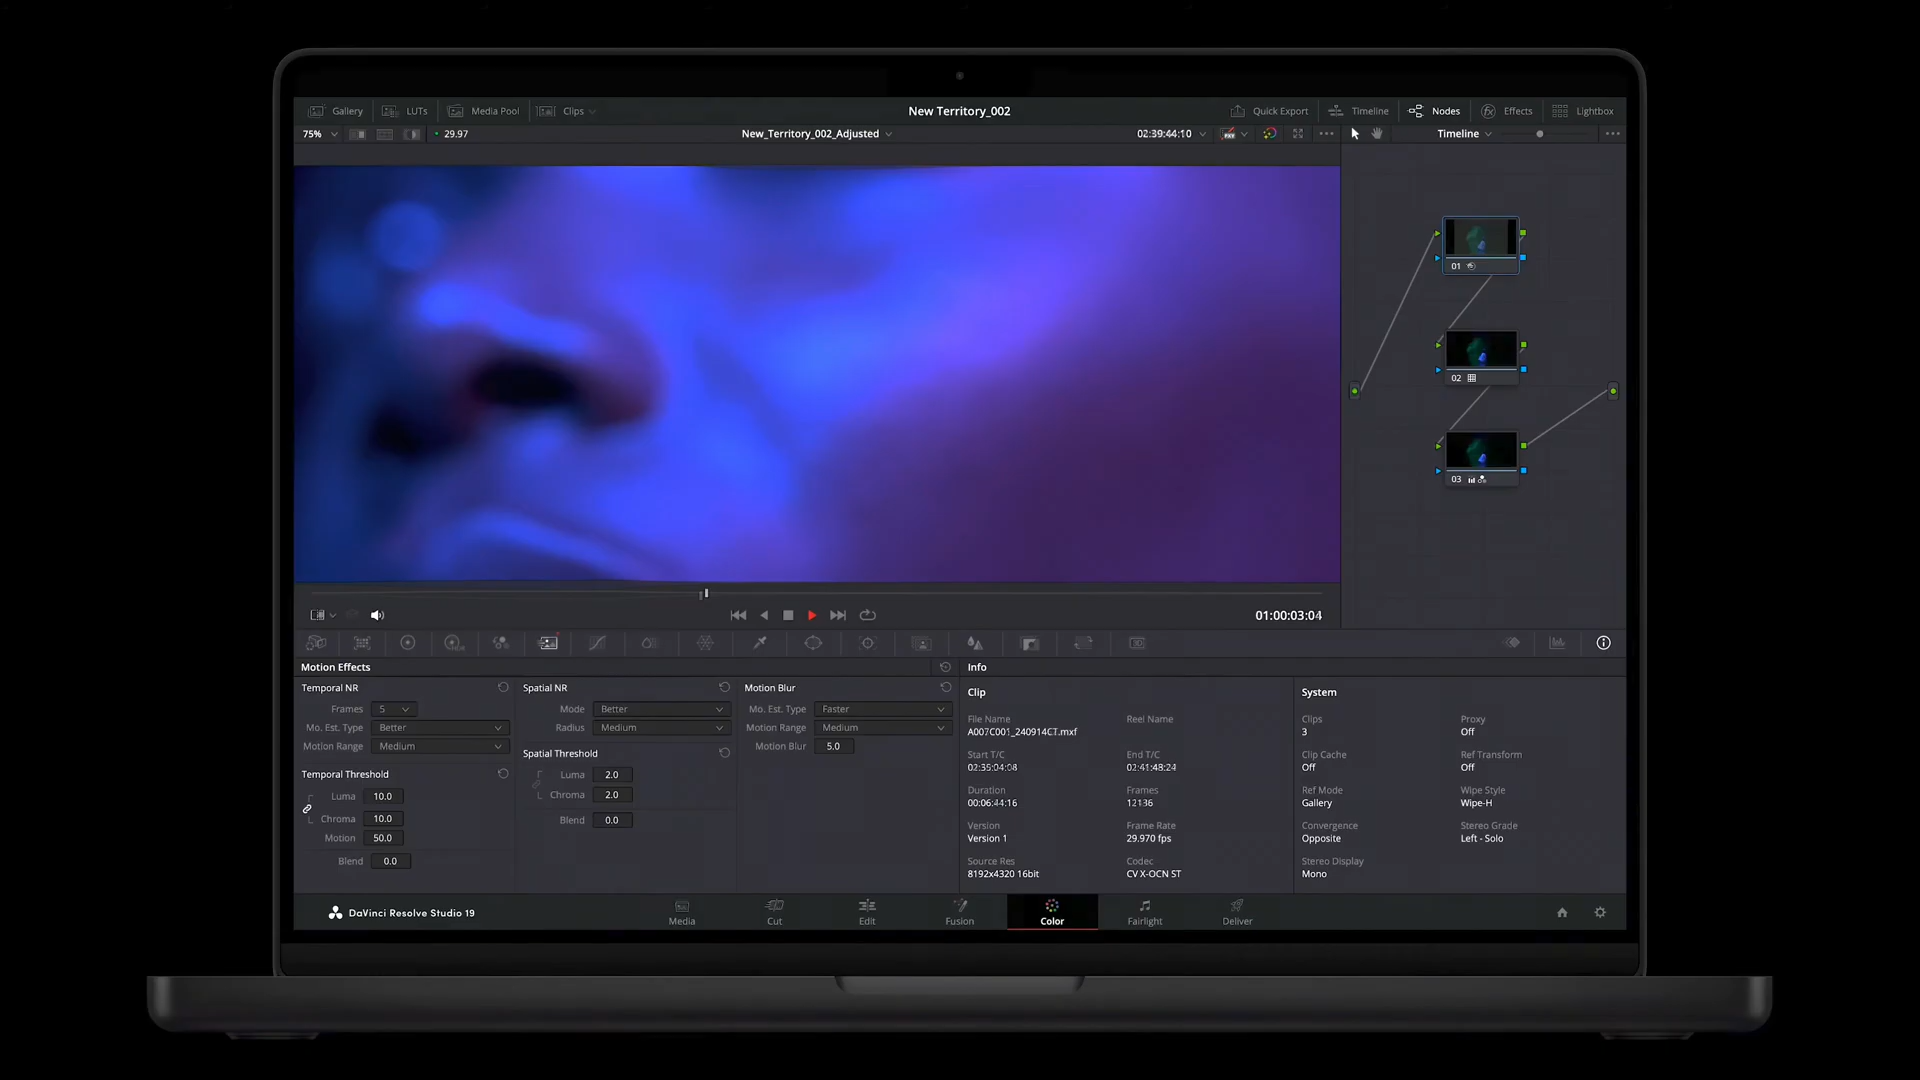 Gallery LUTs Media Pool Clips New Territory_002 Quick Export Timeline Nodes Effects Lightbox
75% 29.97 New_Territory_002_Adjusted 02:39:44:10 Timeline
01
02
03
01:00:03:04
Motion Effects
Temporal NR
Frames 5
Mo. Est. Type Better
Motion Range Medium
Temporal Threshold
Luma 10.0
Chroma 10.0
Motion 50.0
Blend 0.0
Spatial NR
Mode Better
Radius Medium
Spatial Threshold
Luma 2.0
Chroma 2.0
Blend 0.0
Motion Blur
Mo. Est. Type Faster
Motion Range Medium
Motion Blur 5.0
Info
Clip
File Name Reel Name
A007C001_240914CT.mxf
Start T/C End T/C
02:35:04:08 02:41:48:24
Duration Frames
00:06:44:16 12136
Version Frame Rate
Version 1 29.970 fps
Source Res Codec
8192x4320 16bit CV X-OCN ST
System
Clips Proxy
3 Off
Clip Cache Ref Transform
Off Off
Ref Mode Wipe Style
Gallery Wipe-H
Convergence Stereo Grade
Opposite Left - Solo
Stereo Display
Mono
DaVinci Resolve Studio 19 Media Cut Edit Fusion Color Fairlight Deliver